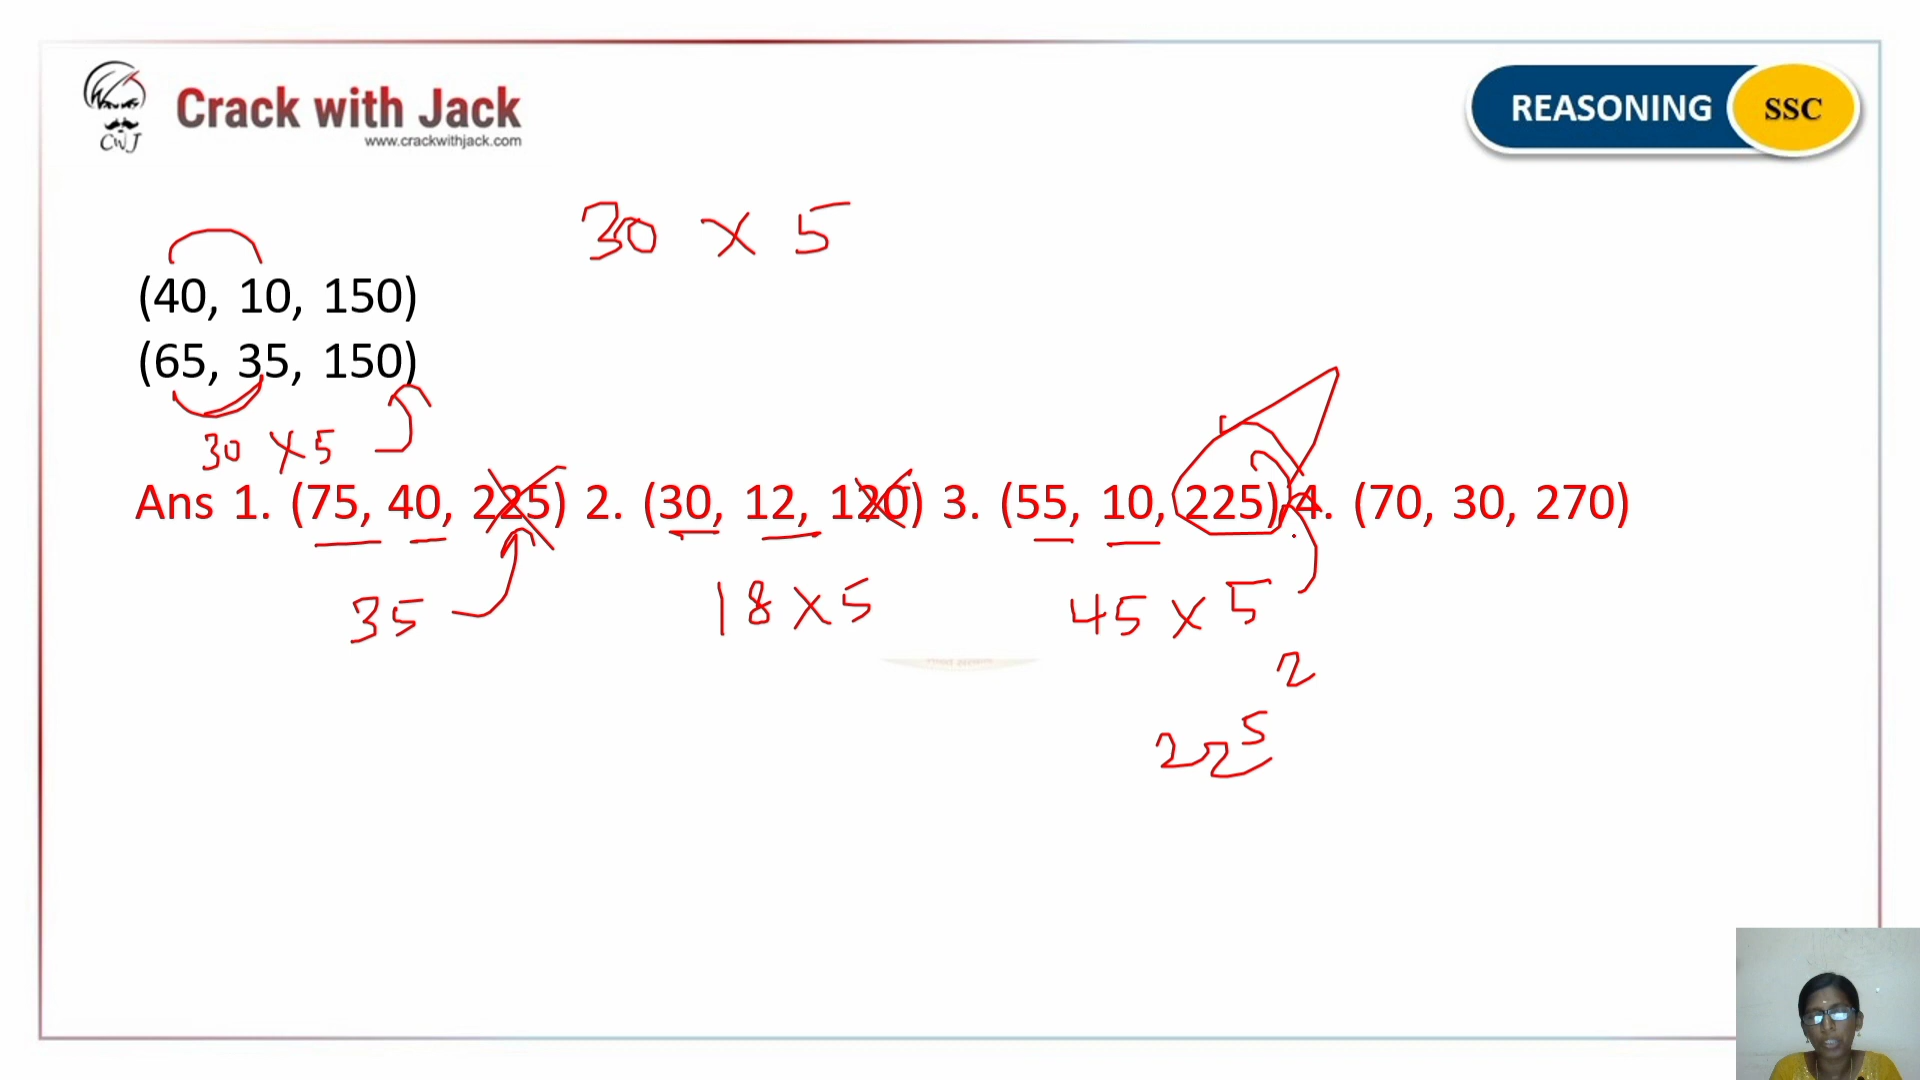 Crack with Jack
www.crackwithjack.com
CWJ
REASONING SSC
30 x 5
(40, 10, 150)
(65, 35, 150)
30 x 5
Ans 1. (75, 40, 225) 2. (30, 12, 120) 3. (55, 10, 225) 4. (70, 30, 270)
35 18 x 5 45 x 5
2
225